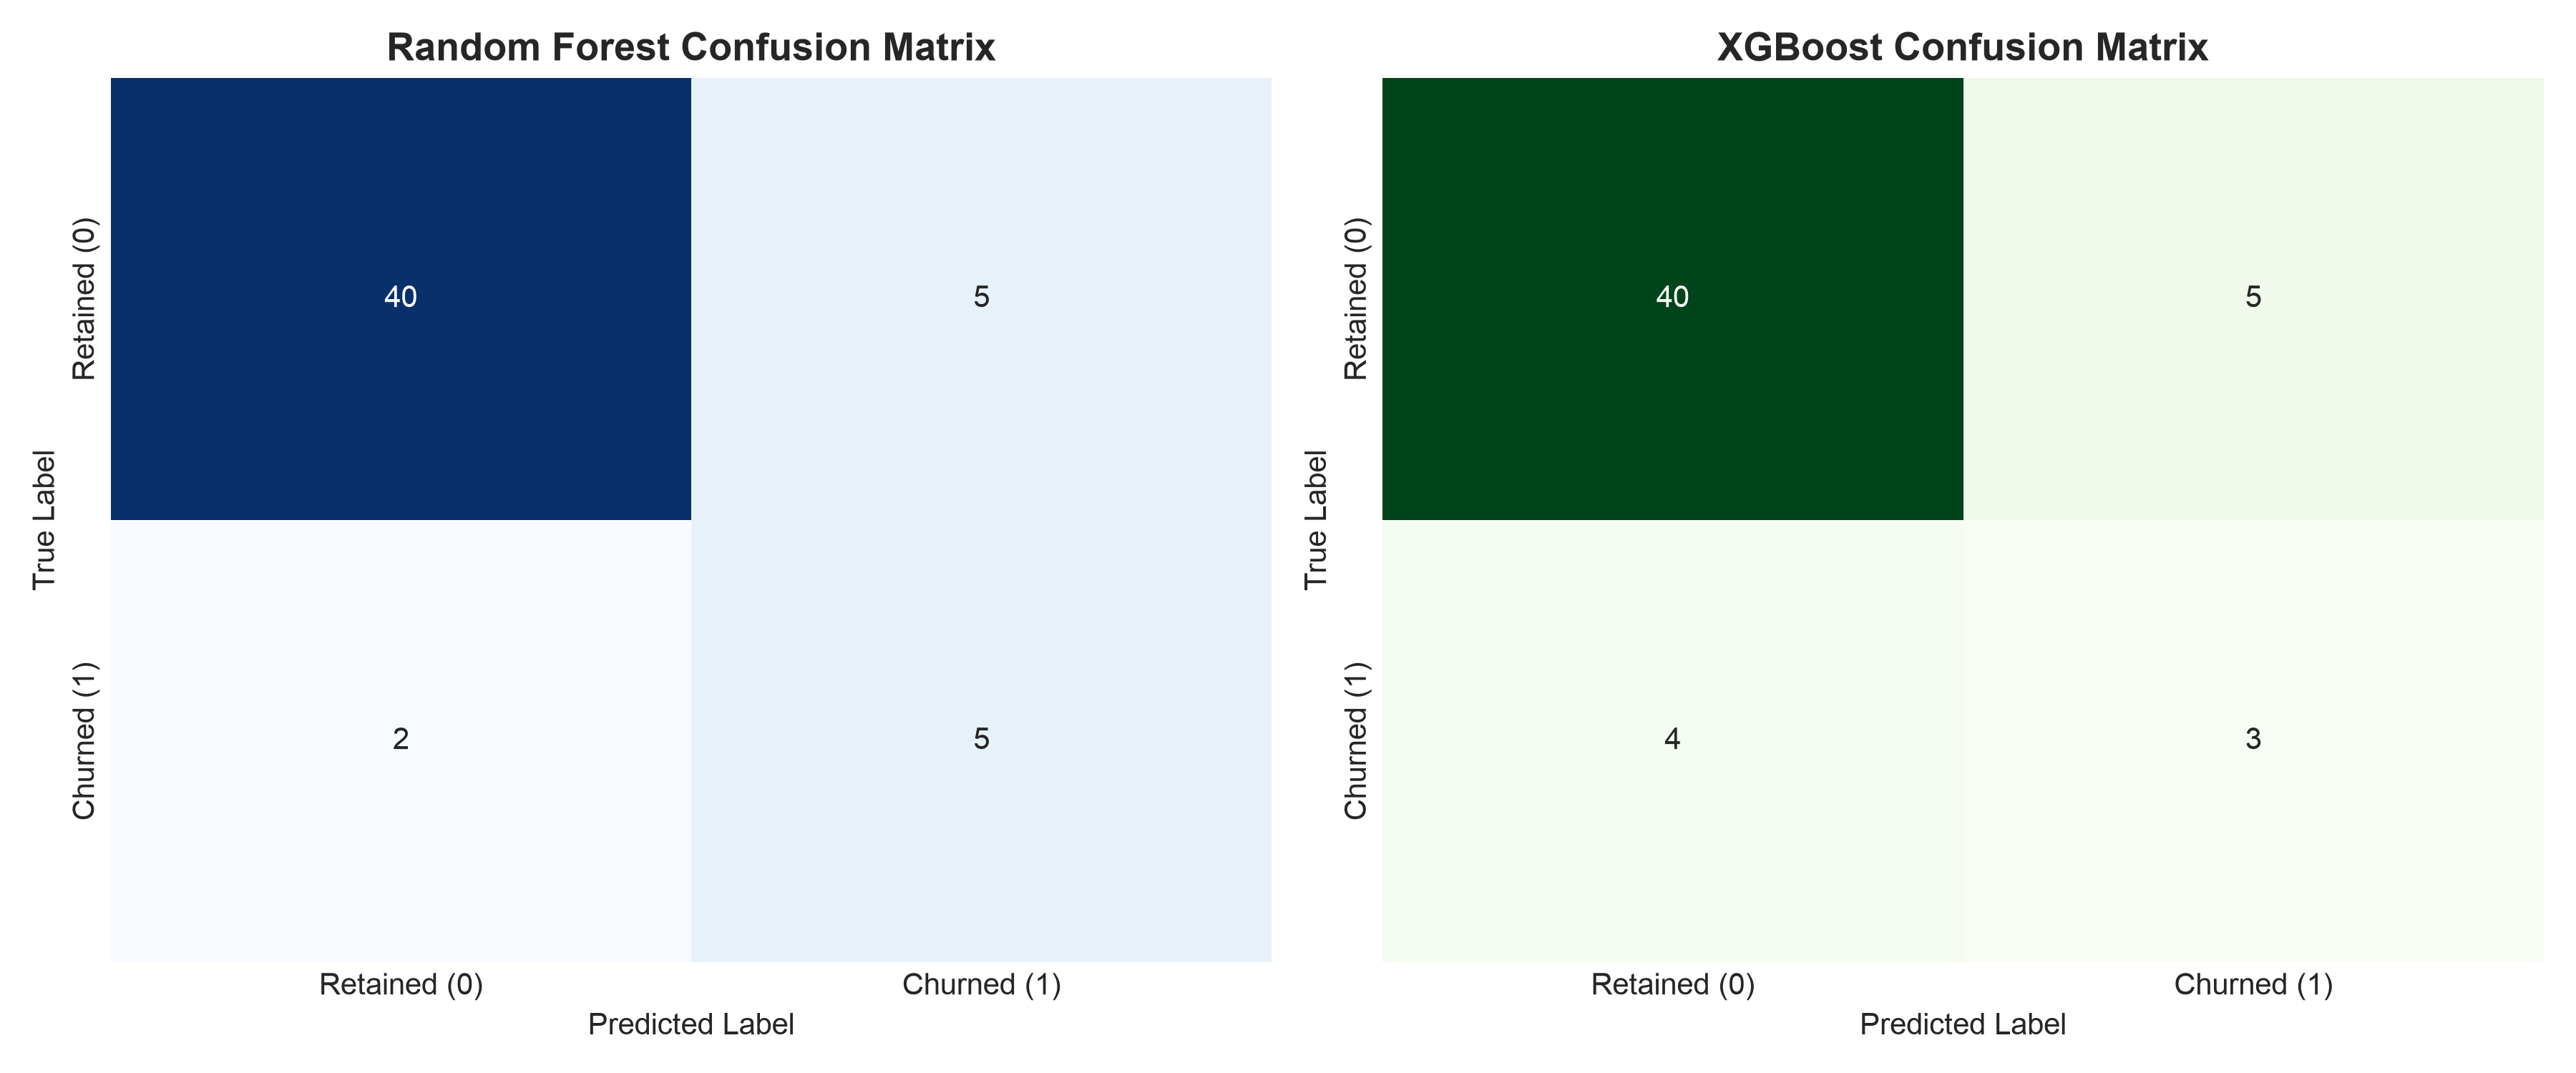 Random Forest Confusion Matrix
True Label
Retained (0)
Churned (1)
40
5
2
5
Retained (0)
Churned (1)
Predicted Label
XGBoost Confusion Matrix
True Label
Retained (0)
Churned (1)
40
5
4
3
Retained (0)
Churned (1)
Predicted Label